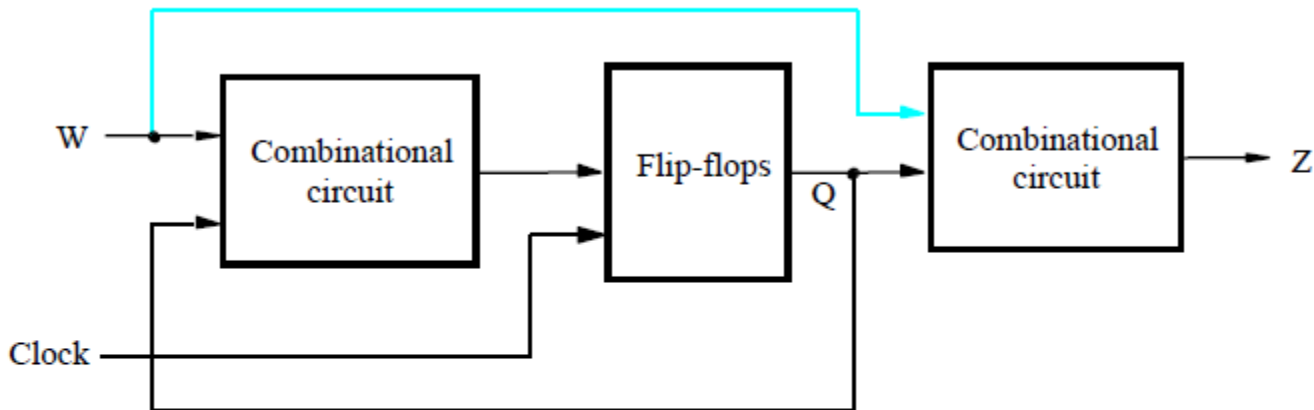 W
Combinational
circuit
Flip-flops
Q
Combinational
circuit
Z
Clock